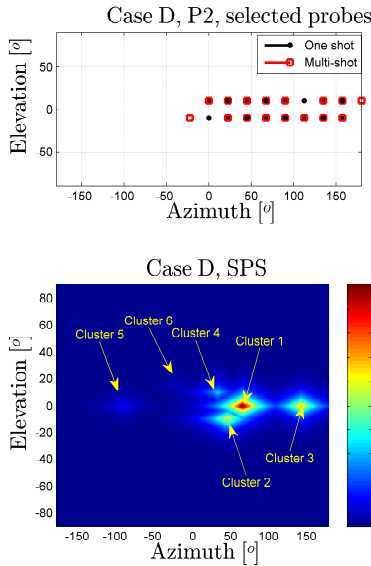 Case D, P2, selected probes
One shot
Multi-shot
Elevation [o]
50
0
-50
-150 -100 -50 0 50 100 150
Azimuth [o]
Case D, SPS
Elevation [o]
80
60
40
20
0
-20
-40
-60
-80
Cluster 6
Cluster 5
Cluster 4
Cluster 1
Cluster 3
Cluster 2
-150 -100 -50 0 50 100 150
Azimuth [o]